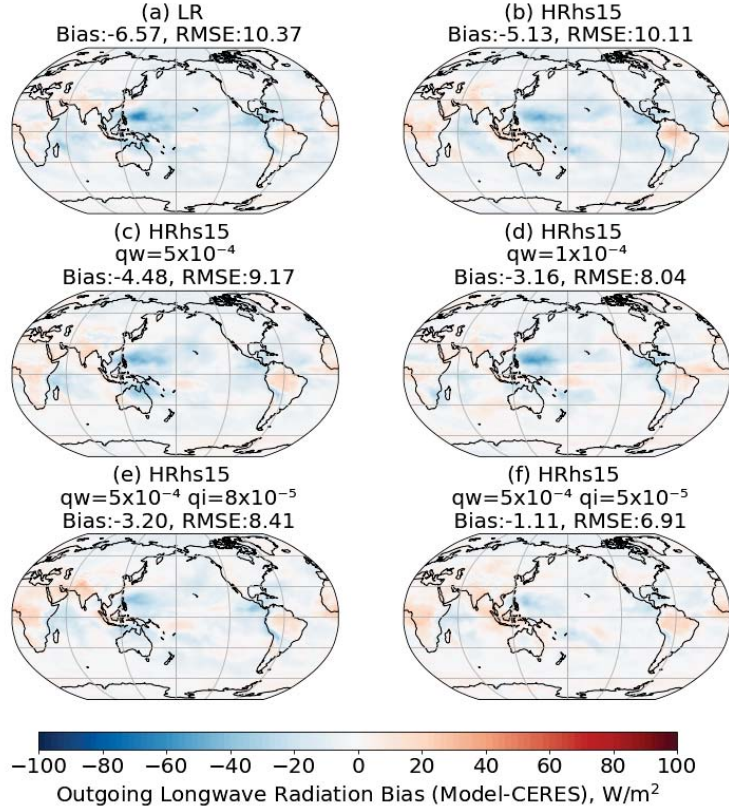 (a) LR
Bias:-6.57, RMSE:10.37
(b) HRhs15
Bias:-5.13, RMSE:10.11
(c) HRhs15
qw=5x10⁻⁴
Bias:-4.48, RMSE:9.17
(d) HRhs15
qw=1x10⁻⁴
Bias:-3.16, RMSE:8.04
(e) HRhs15
qw=5x10⁻⁴ qi=8x10⁻⁵
Bias:-3.20, RMSE:8.41
(f) HRhs15
qw=5x10⁻⁴ qi=5x10⁻⁵
Bias:-1.11, RMSE:6.91
−100 −80 −60 −40 −20 0 20 40 60 80 100
Outgoing Longwave Radiation Bias (Model-CERES), W/m²